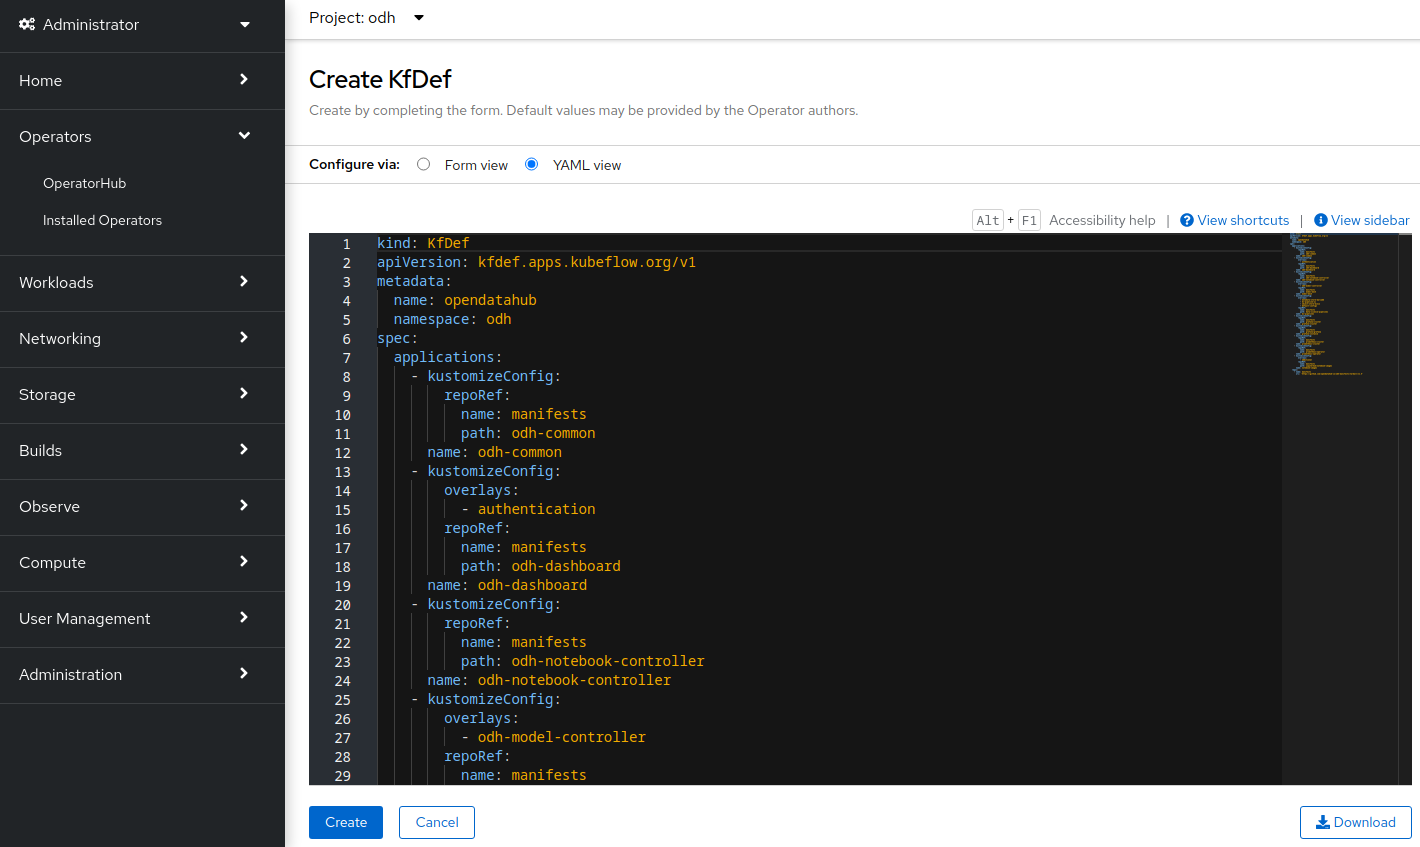 Administrator
Home
Operators
OperatorHub
Installed Operators
Workloads
Networking
Storage
Builds
Observe
Compute
User Management
Administration
Project: odh
Create KfDef
Create by completing the form. Default values may be provided by the Operator authors.
Configure via: Form view YAML view
Alt + F1 Accessibility help | View shortcuts | View sidebar
1 kind: KfDef
2 apiVersion: kfdef.apps.kubeflow.org/v1
3 metadata:
4   name: opendatahub
5   namespace: odh
6 spec:
7   applications:
8     - kustomizeConfig:
9         repoRef:
10           name: manifests
11           path: odh-common
12       name: odh-common
13     - kustomizeConfig:
14         overlays:
15           - authentication
16         repoRef:
17           name: manifests
18           path: odh-dashboard
19       name: odh-dashboard
20     - kustomizeConfig:
21         repoRef:
22           name: manifests
23           path: odh-notebook-controller
24       name: odh-notebook-controller
25     - kustomizeConfig:
26         overlays:
27           - odh-model-controller
28         repoRef:
29           name: manifests
Create Cancel Download